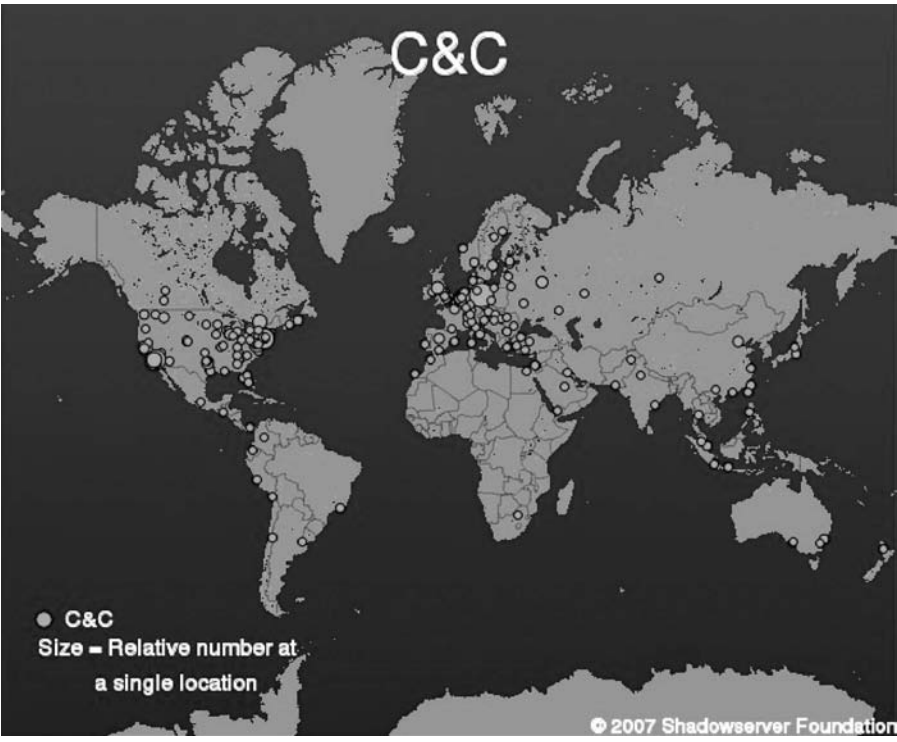 C&C
C&C
Size = Relative number at
a single location
© 2007 Shadowserver Foundation